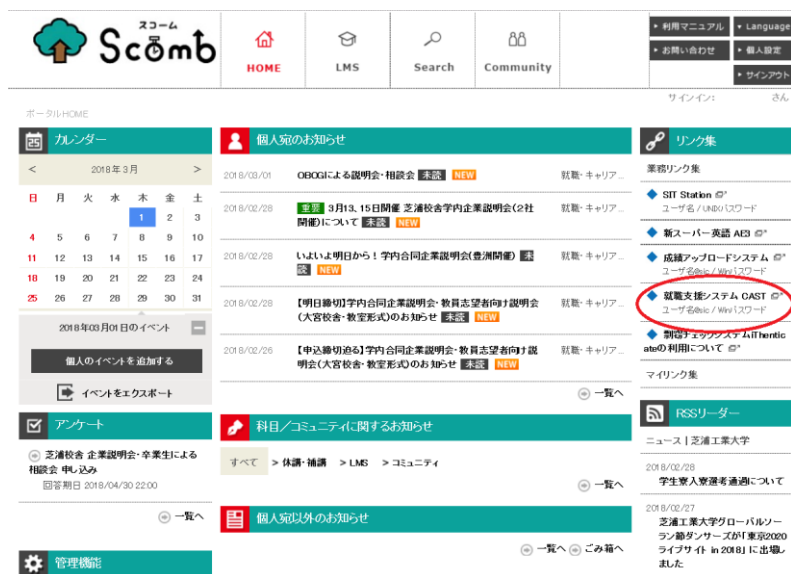 スコーム
Scomb
HOME
LMS
Search
Community
利用マニュアル
Language
お問い合わせ
個人設定
サインアウト
サインイン: さん
ポータルHOME
カレンダー
< 2018年3月 >
日 月 火 水 木 金 土
1 2 3
4 5 6 7 8 9 10
11 12 13 14 15 16 17
18 19 20 21 22 23 24
25 26 27 28 29 30 31
2018年03月01日のイベント
個人のイベントを追加する
イベントをエクスポート
アンケート
芝浦校舎 企業説明会・卒業生による
相談会 申し込み
回答期日 2018/04/30 22:00
一覧へ
管理機能
個人宛のお知らせ
2018/03/01 OBOGによる説明会・相談会 未読 NEW 就職・キャリア...
2018/02/28 重要 3月13、15日開催 芝浦校舎学内企業説明会(2社 就職・キャリア...
開催)について 未読 NEW
2018/02/28 いよいよ明日から!学内合同企業説明会(豊洲開催) 未 就職・キャリア...
読 NEW
2018/02/28 【明日締切】学内合同企業説明会・教員志望者向け説明会 就職・キャリア...
(大宮校舎・教室形式)のお知らせ 未読 NEW
2018/02/26 【申込締切迫る】学内合同企業説明会・教員志望者向け説 就職・キャリア...
明会(大宮校舎・教室形式)のお知らせ 未読 NEW
一覧へ
科目/コミュニティに関するお知らせ
すべて > 休講・補講 > LMS > コミュニティ
一覧へ
個人宛以外のお知らせ
一覧へ ごみ箱へ
リンク集
業務リンク集
SIT Station
ユーザ名 / UNIXパスワード
新スーパー英語 AE3
成績アップロードシステム
ユーザ名@sic / Winパスワード
就職支援システム CAST
ユーザ名@sic / Winパスワード
剽窃チェックシステムiThentic
ateの利用について
マイリンク集
RSSリーダー
ニュース | 芝浦工業大学
2018/02/28
学生寮入寮選考通過について
2018/02/27
芝浦工業大学グローバルソー
ラン節ダンサーズが「東京2020
ライブサイト in 2018」に出場し
ました